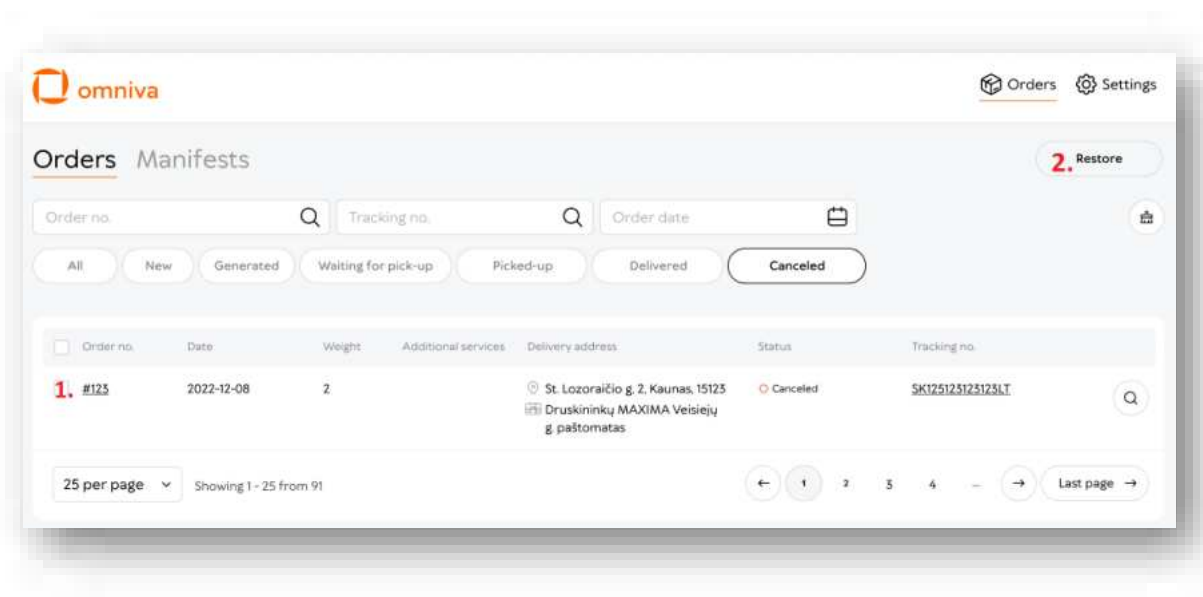 omniva
Orders Settings
Orders Manifests
2. Restore
Order no. Tracking no. Order date
All New Generated Waiting for pick-up Picked-up Delivered Canceled
Order no. Date Weight Additional services Delivery address Status Tracking no.
1. #123 2022-12-08 2 St. Lozoraičio g. 2, Kaunas, 15123 Canceled SK125123123123LT
Druskininkų MAXIMA Veisiejų
g. paštomatas
25 per page Showing 1 - 25 from 91 1 2 3 4 ... Last page